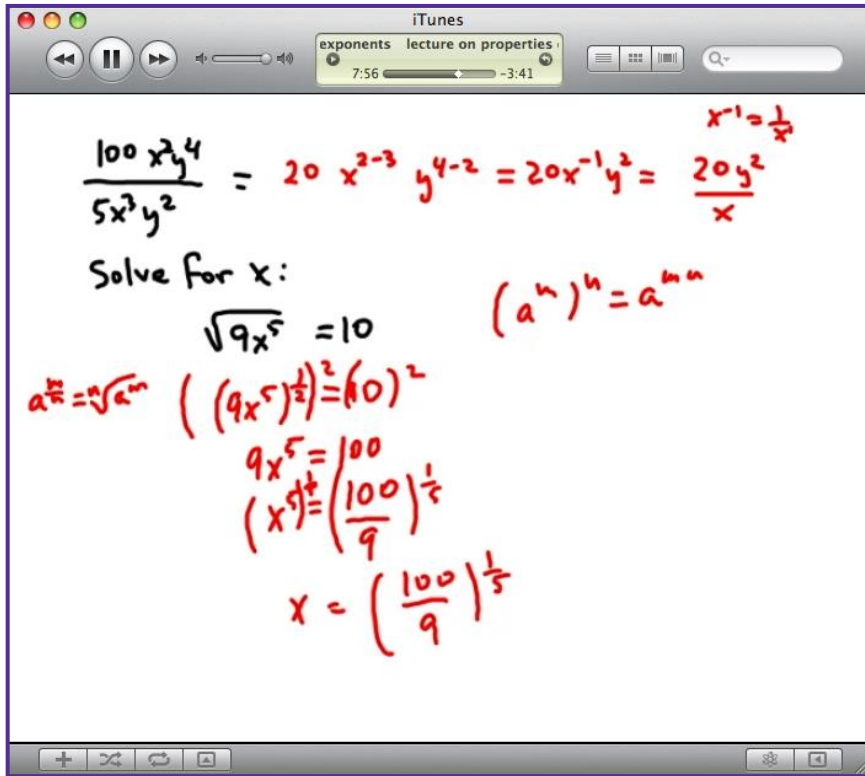 iTunes
exponents lecture on properties
7:56 -3:41
x⁻¹ = 1/x¹
100x²y⁴/5x³y² = 20 x²⁻³ y⁴⁻² = 20x⁻¹y² = 20y²/x
Solve for x:
(aᵐ)ⁿ = aᵐⁿ
√(9x⁵) = 10
a^(m/n) = ⁿ√aᵐ ((9x⁵)^(1/2))² = (10)²
9x⁵ = 100
(x⁵)^(1/5) = (100/9)^(1/5)
x = (100/9)^(1/5)